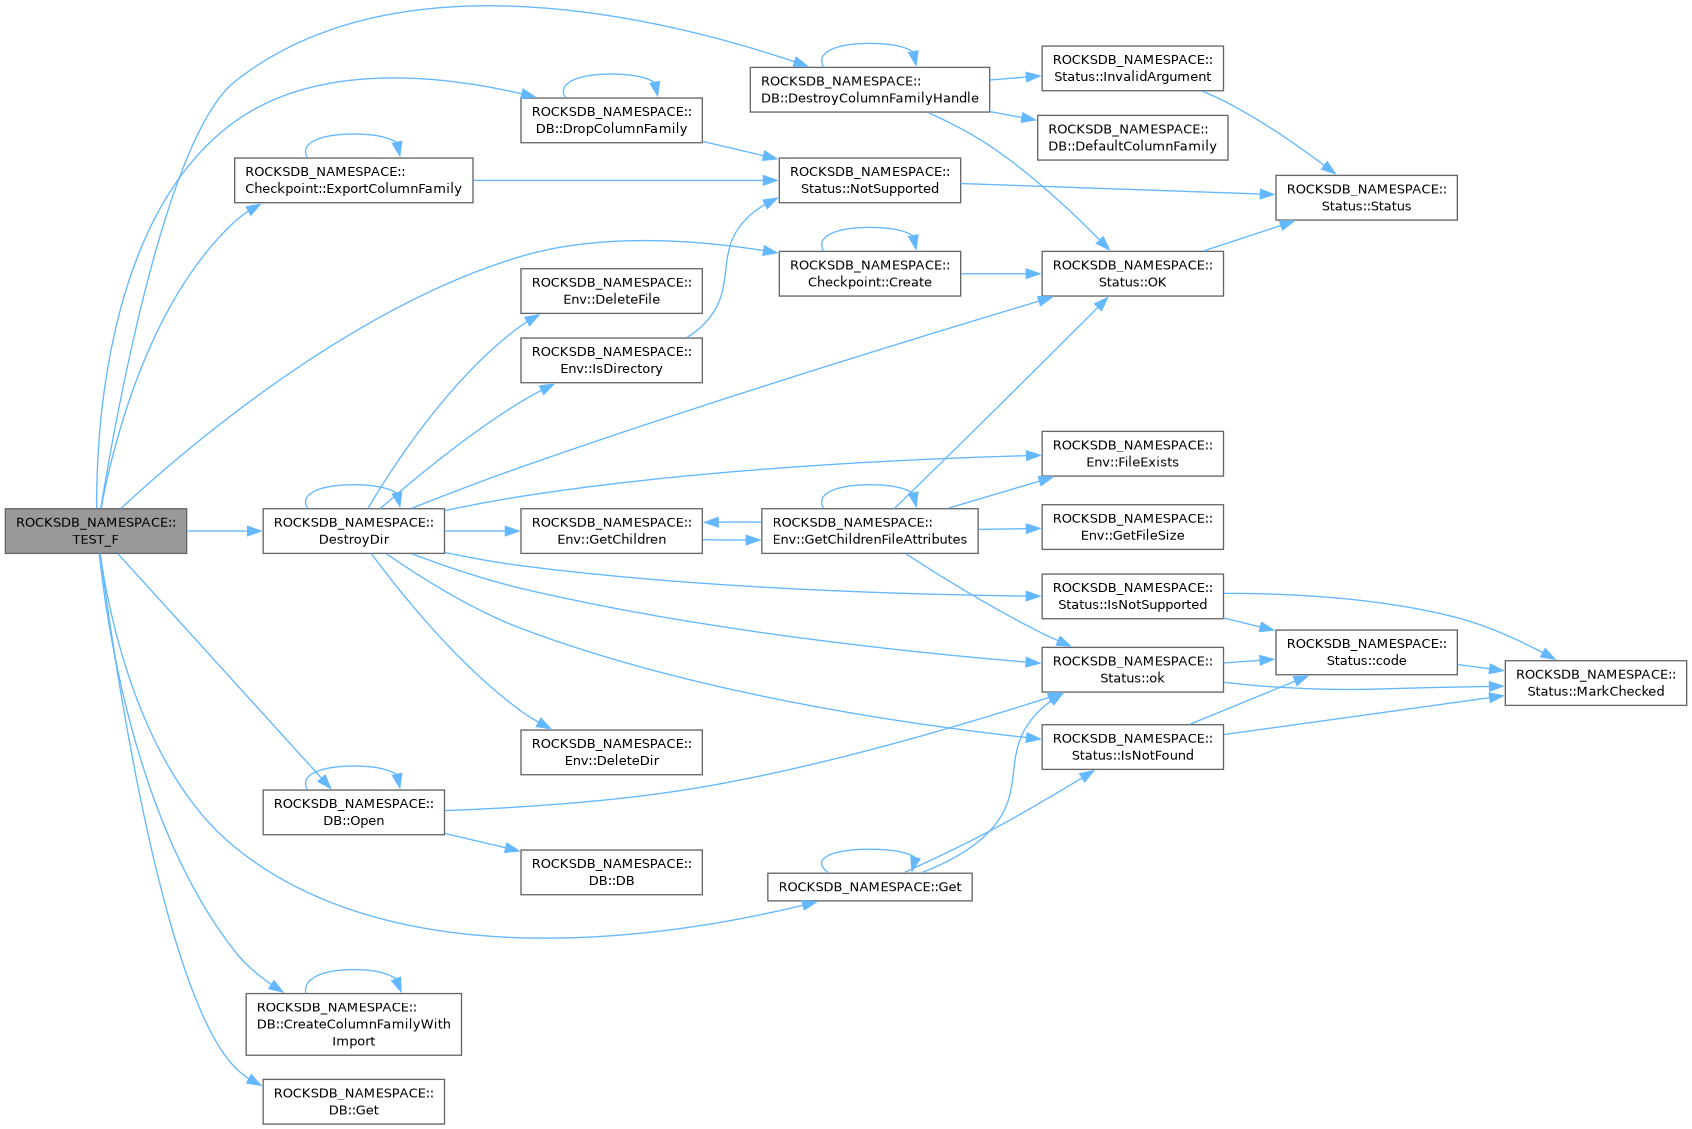 ROCKSDB_NAMESPACE::
TEST_F
ROCKSDB_NAMESPACE::
Checkpoint::ExportColumnFamily
ROCKSDB_NAMESPACE::
DestroyDir
ROCKSDB_NAMESPACE::
DB::Open
ROCKSDB_NAMESPACE::
DB::CreateColumnFamilyWith
Import
ROCKSDB_NAMESPACE::
DB::Get
ROCKSDB_NAMESPACE::
DB::DropColumnFamily
ROCKSDB_NAMESPACE::
Env::DeleteFile
ROCKSDB_NAMESPACE::
Env::IsDirectory
ROCKSDB_NAMESPACE::
Env::GetChildren
ROCKSDB_NAMESPACE::
Env::DeleteDir
ROCKSDB_NAMESPACE::
DB::DB
ROCKSDB_NAMESPACE::
DB::DestroyColumnFamilyHandle
ROCKSDB_NAMESPACE::
Status::NotSupported
ROCKSDB_NAMESPACE::
Checkpoint::Create
ROCKSDB_NAMESPACE::
Env::GetChildrenFileAttributes
ROCKSDB_NAMESPACE::Get
ROCKSDB_NAMESPACE::
Status::InvalidArgument
ROCKSDB_NAMESPACE::
DB::DefaultColumnFamily
ROCKSDB_NAMESPACE::
Status::OK
ROCKSDB_NAMESPACE::
Env::FileExists
ROCKSDB_NAMESPACE::
Env::GetFileSize
ROCKSDB_NAMESPACE::
Status::IsNotSupported
ROCKSDB_NAMESPACE::
Status::ok
ROCKSDB_NAMESPACE::
Status::IsNotFound
ROCKSDB_NAMESPACE::
Status::Status
ROCKSDB_NAMESPACE::
Status::code
ROCKSDB_NAMESPACE::
Status::MarkChecked